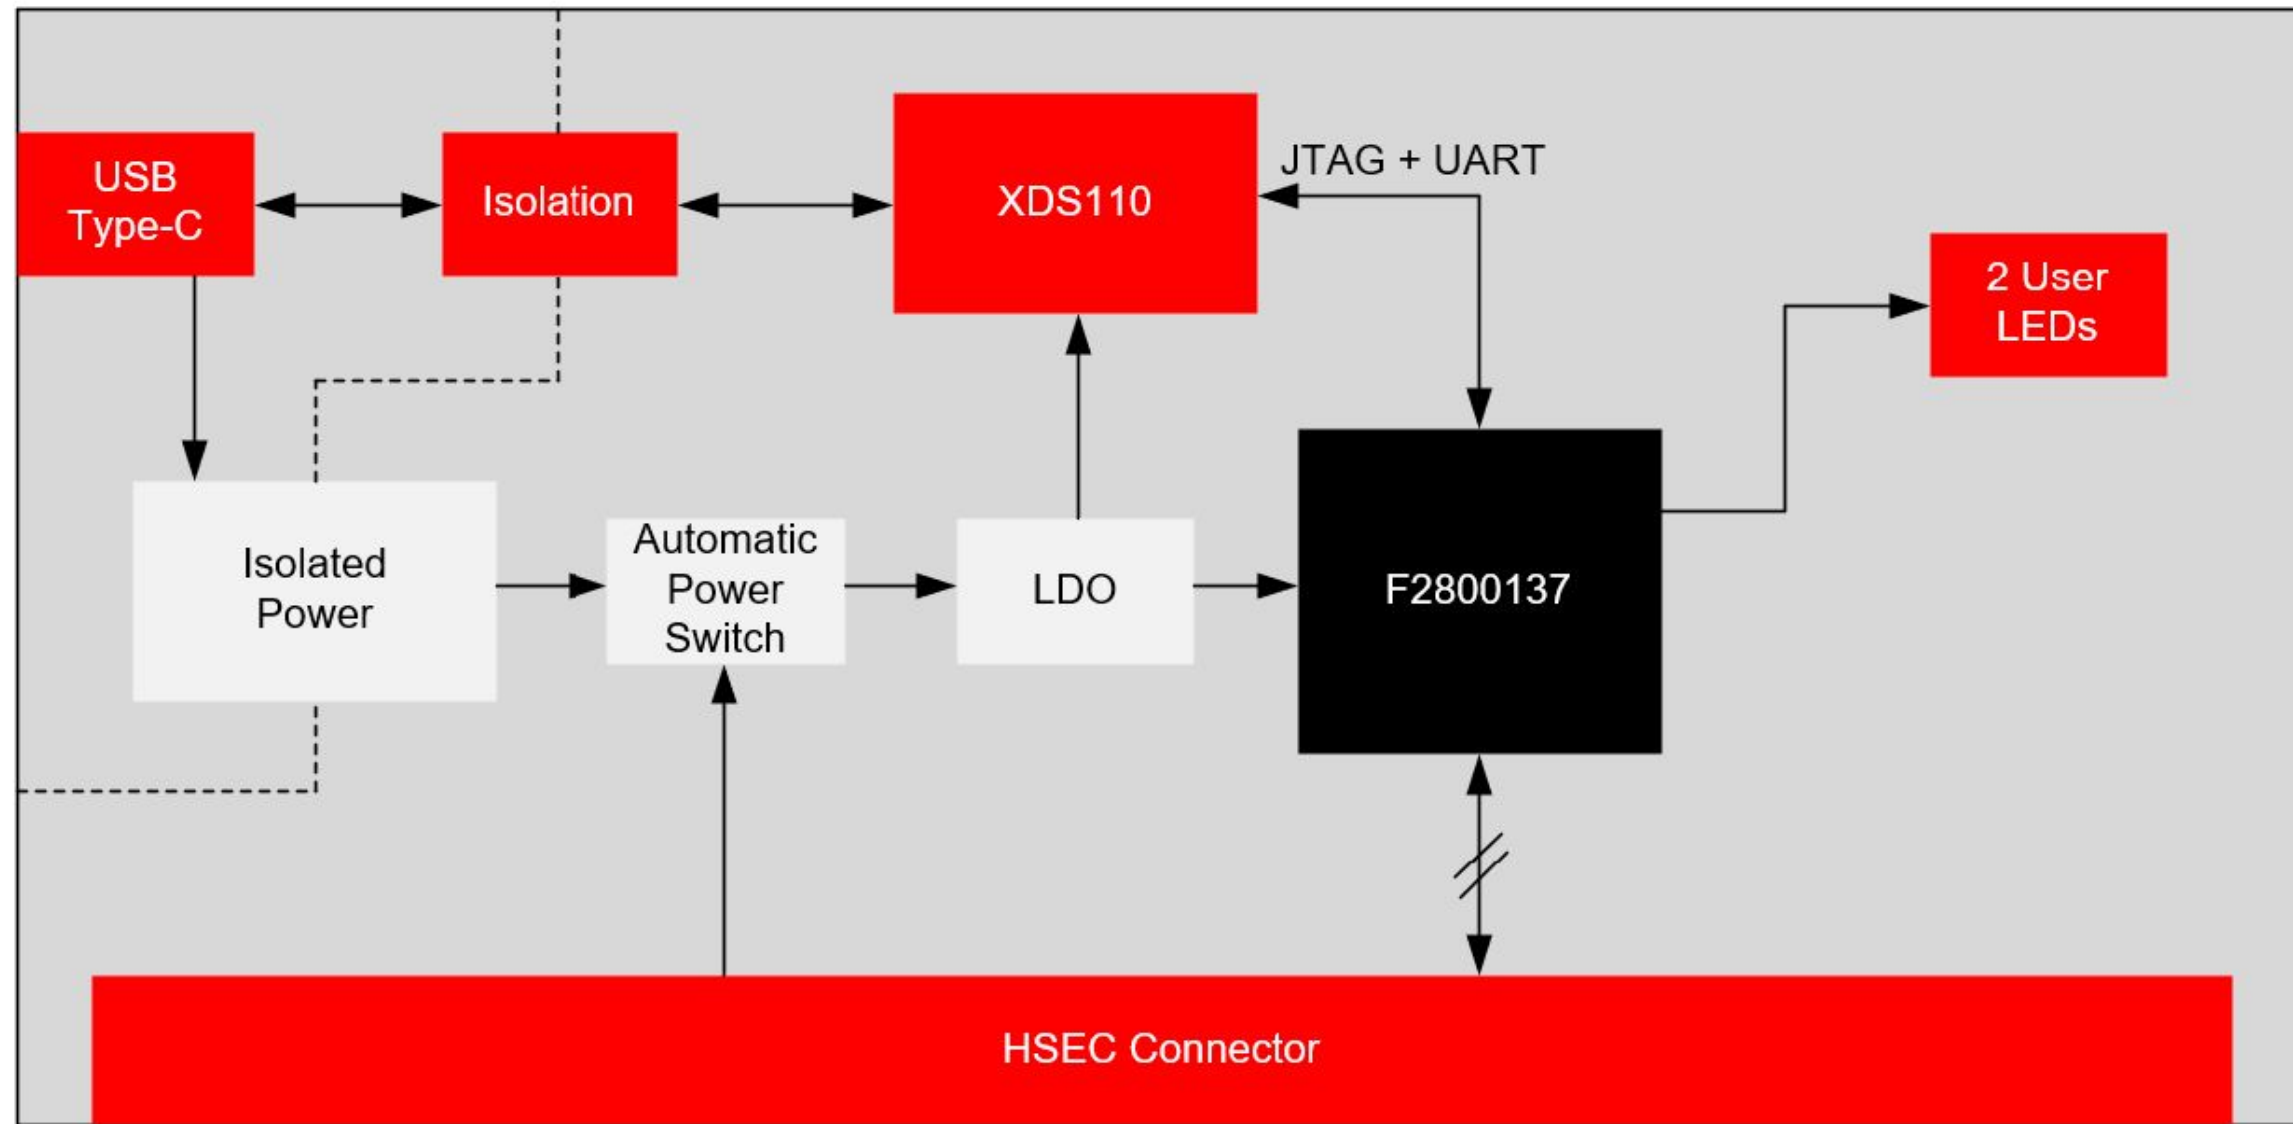 USB
Type-C
Isolation
XDS110
JTAG + UART
2 User
LEDs
Isolated
Power
Automatic
Power
Switch
LDO
F2800137
HSEC Connector